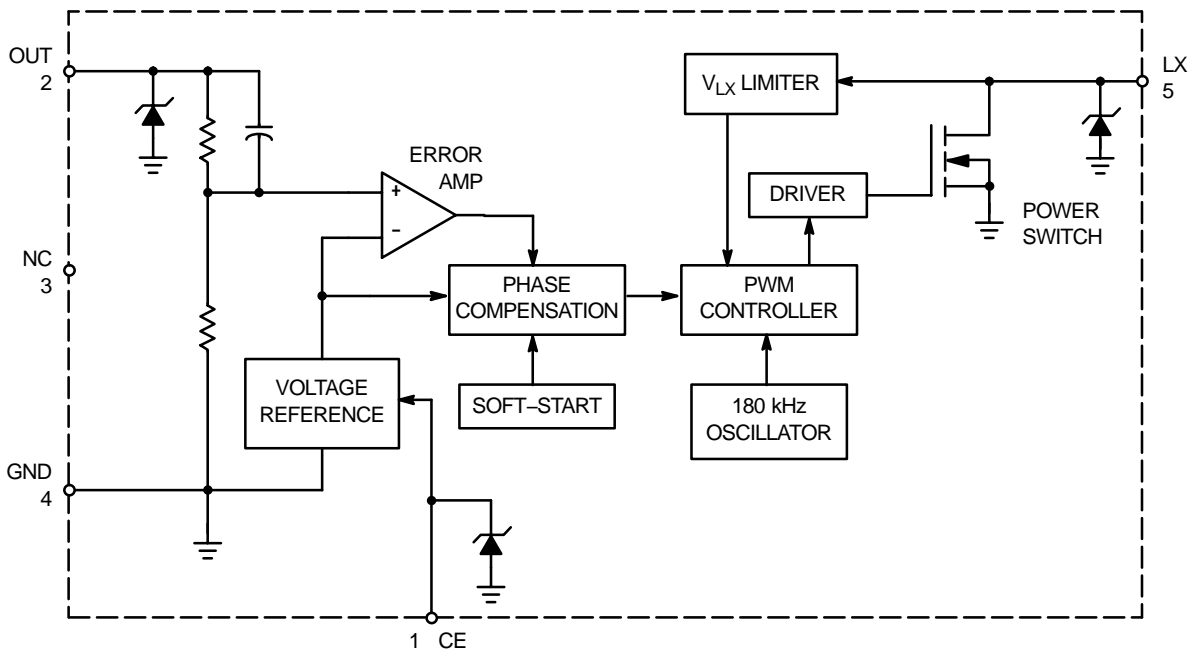 OUT
2
V_LX LIMITER
LX
5
ERROR
AMP
+
−
DRIVER
POWER
SWITCH
NC
3
PHASE
COMPENSATION
PWM
CONTROLLER
VOLTAGE
REFERENCE
SOFT−START
180 kHz
OSCILLATOR
GND
4
1 CE